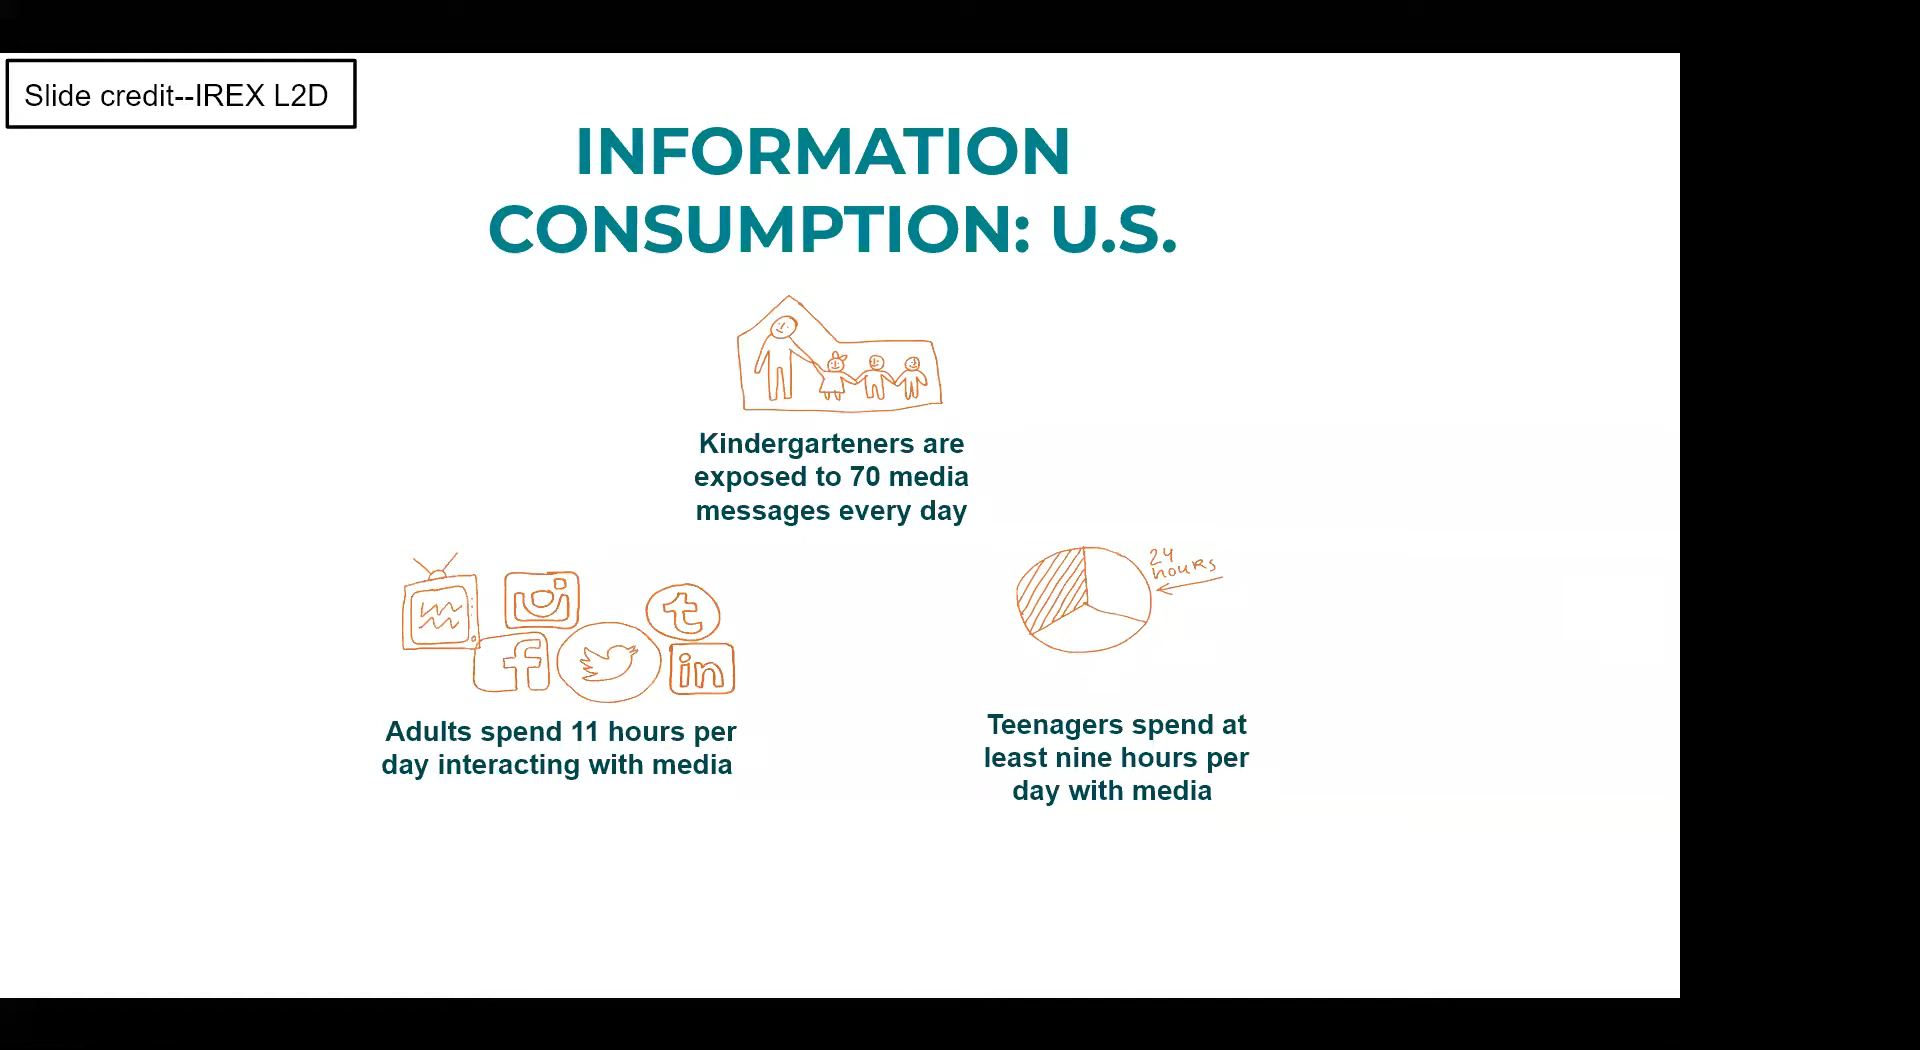 Slide credit--IREX L2D
INFORMATION
CONSUMPTION: U.S.
Kindergarteners are
exposed to 70 media
messages every day
24
hours
f
t
in
Adults spend 11 hours per
day interacting with media
Teenagers spend at
least nine hours per
day with media